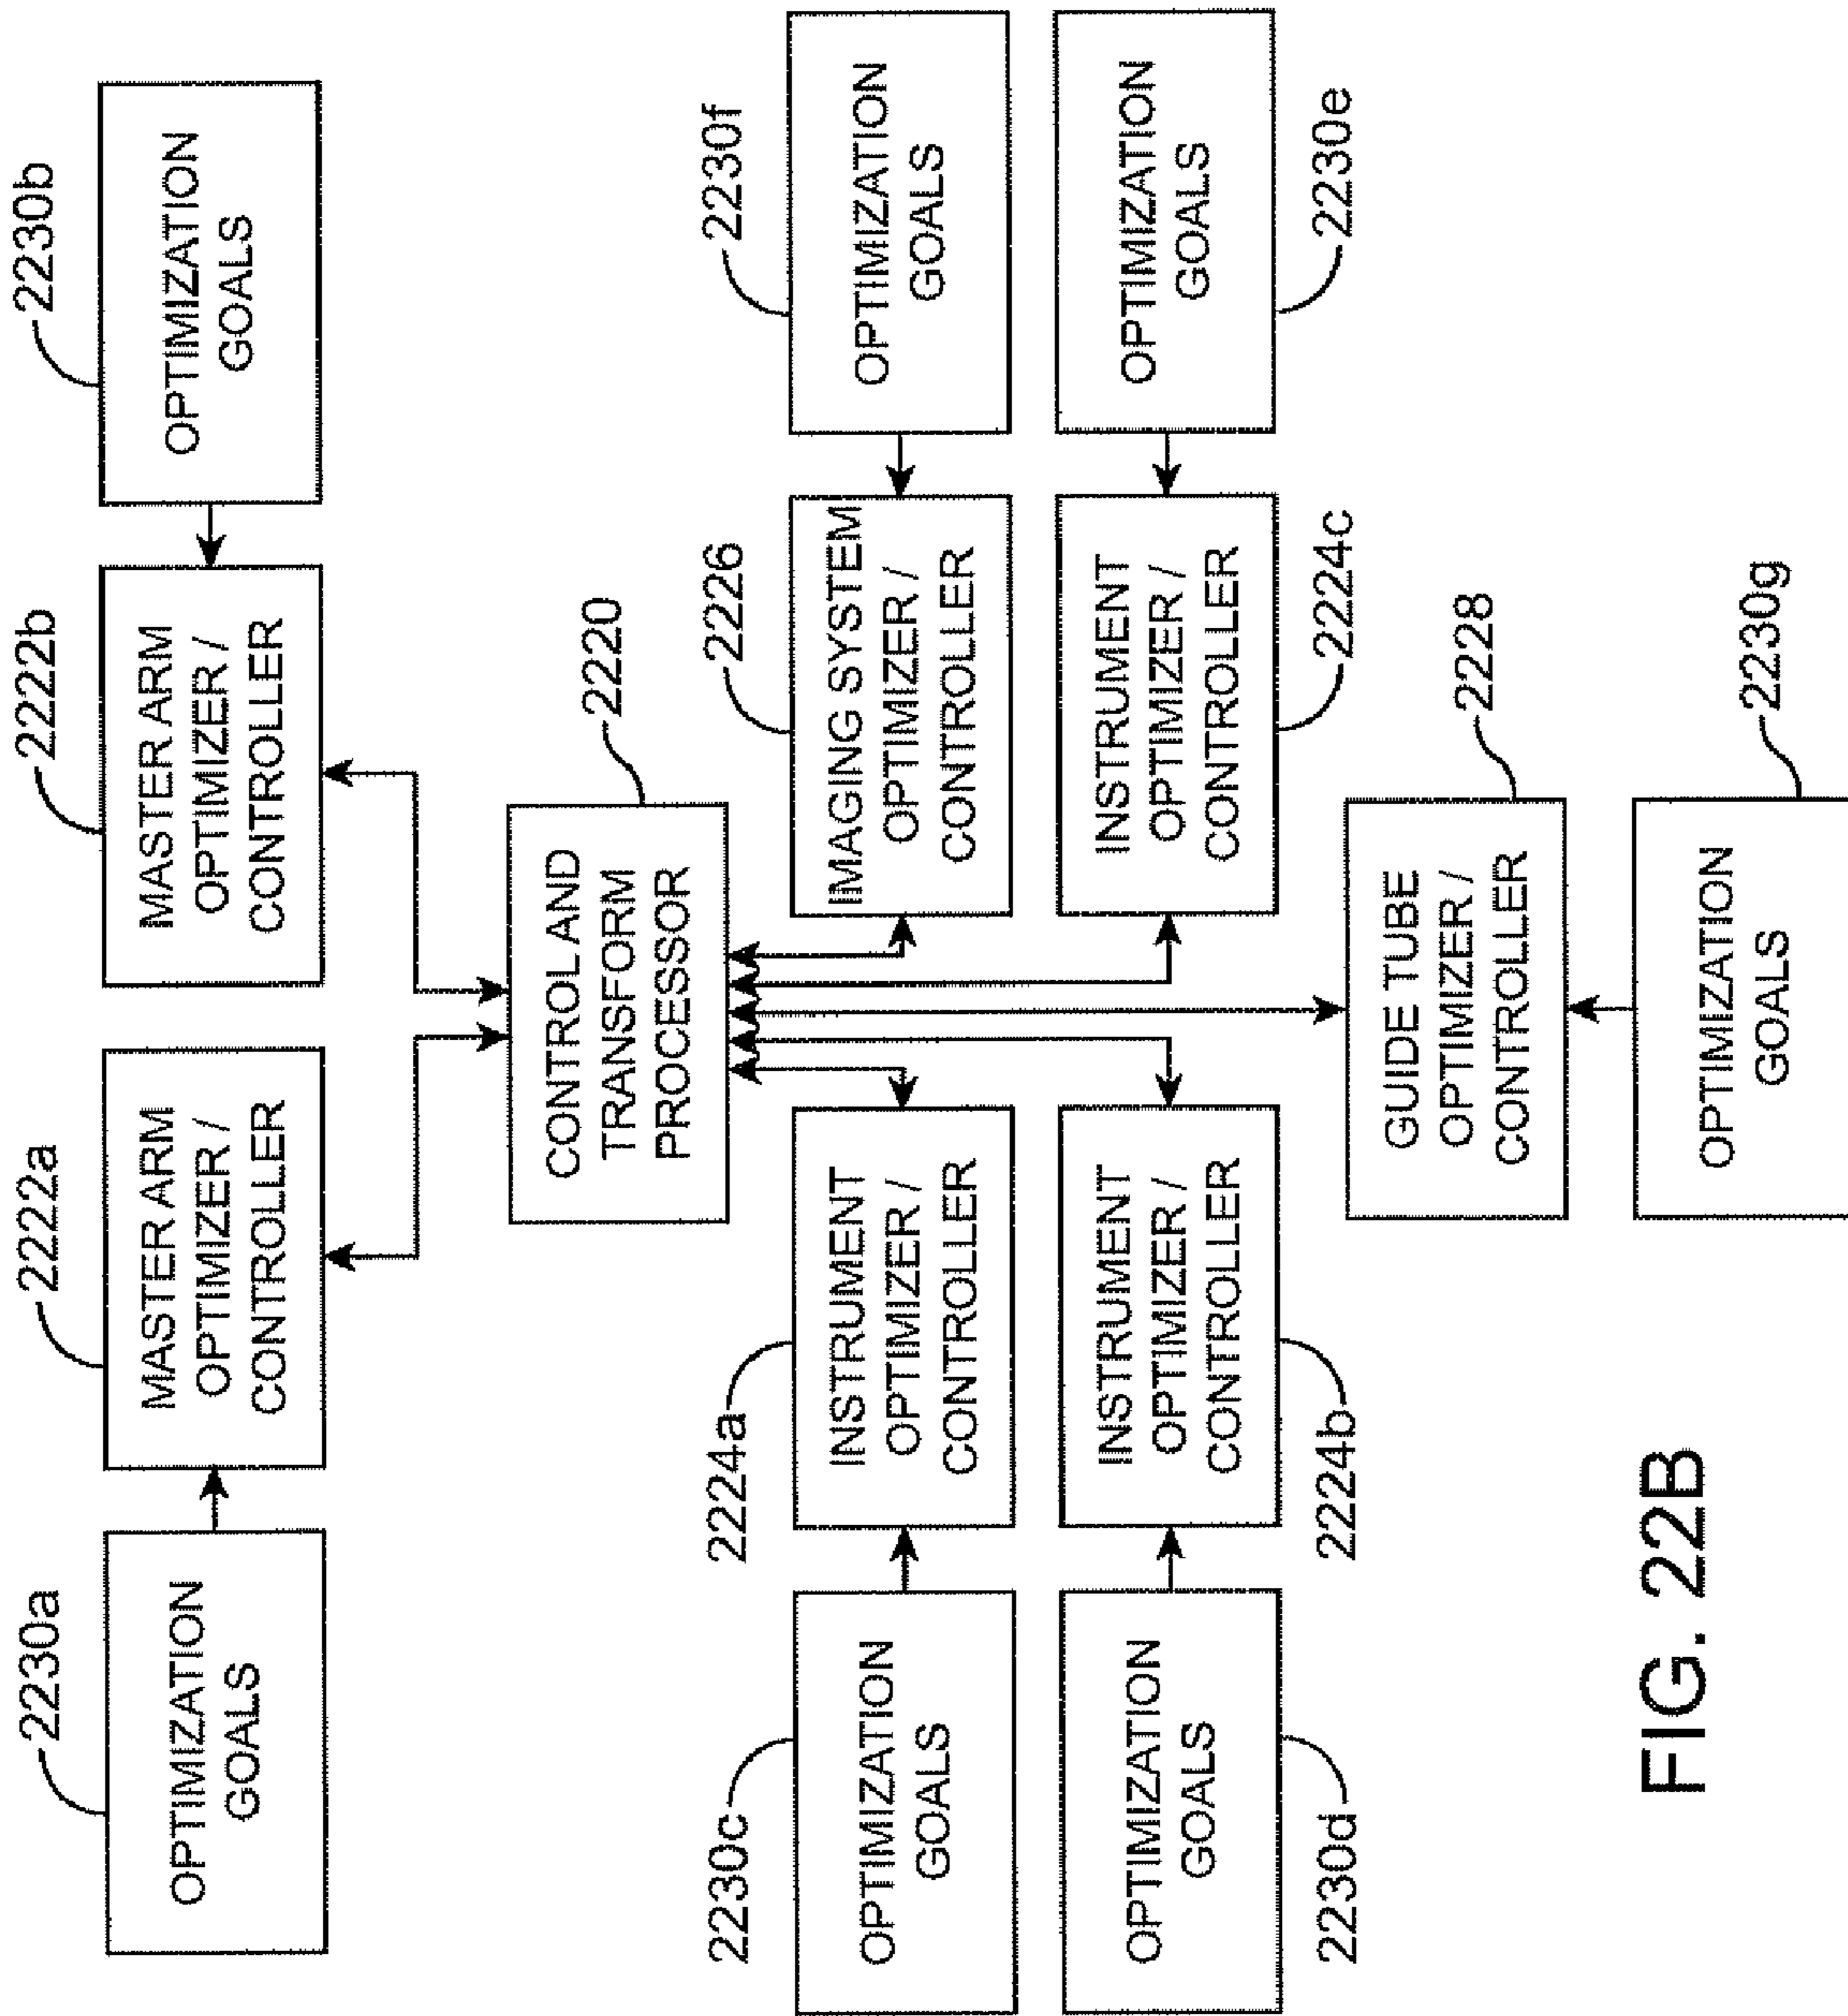 2230a
OPTIMIZATION
GOALS
2222a
MASTER ARM
OPTIMIZER /
CONTROLLER
2222b
MASTER ARM
OPTIMIZER /
CONTROLLER
2230b
OPTIMIZATION
GOALS
2220
CONTROL AND
TRANSFORM
PROCESSOR
2230c
OPTIMIZATION
GOALS
2224a
INSTRUMENT
OPTIMIZER /
CONTROLLER
2226
IMAGING SYSTEM
OPTIMIZER /
CONTROLLER
2230f
OPTIMIZATION
GOALS
2230d
OPTIMIZATION
GOALS
2224b
INSTRUMENT
OPTIMIZER /
CONTROLLER
2224c
INSTRUMENT
OPTIMIZER /
CONTROLLER
2230e
OPTIMIZATION
GOALS
2228
GUIDE TUBE
OPTIMIZER /
CONTROLLER
2230g
OPTIMIZATION
GOALS
FIG. 22B